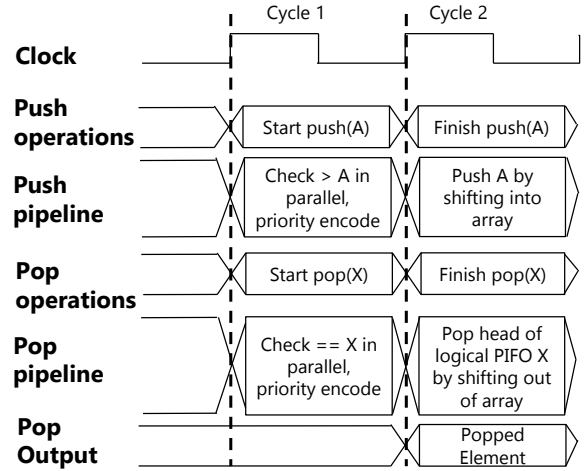 Cycle 1
Cycle 2
Clock
Push
operations
Start push(A)
Finish push(A)
Push
pipeline
Check > A in
parallel,
priority encode
Push A by
shifting into
array
Pop
operations
Start pop(X)
Finish pop(X)
Pop
pipeline
Check == X in
parallel,
priority encode
Pop head of
logical PIFO X
by shifting out
of array
Pop
Output
Popped
Element